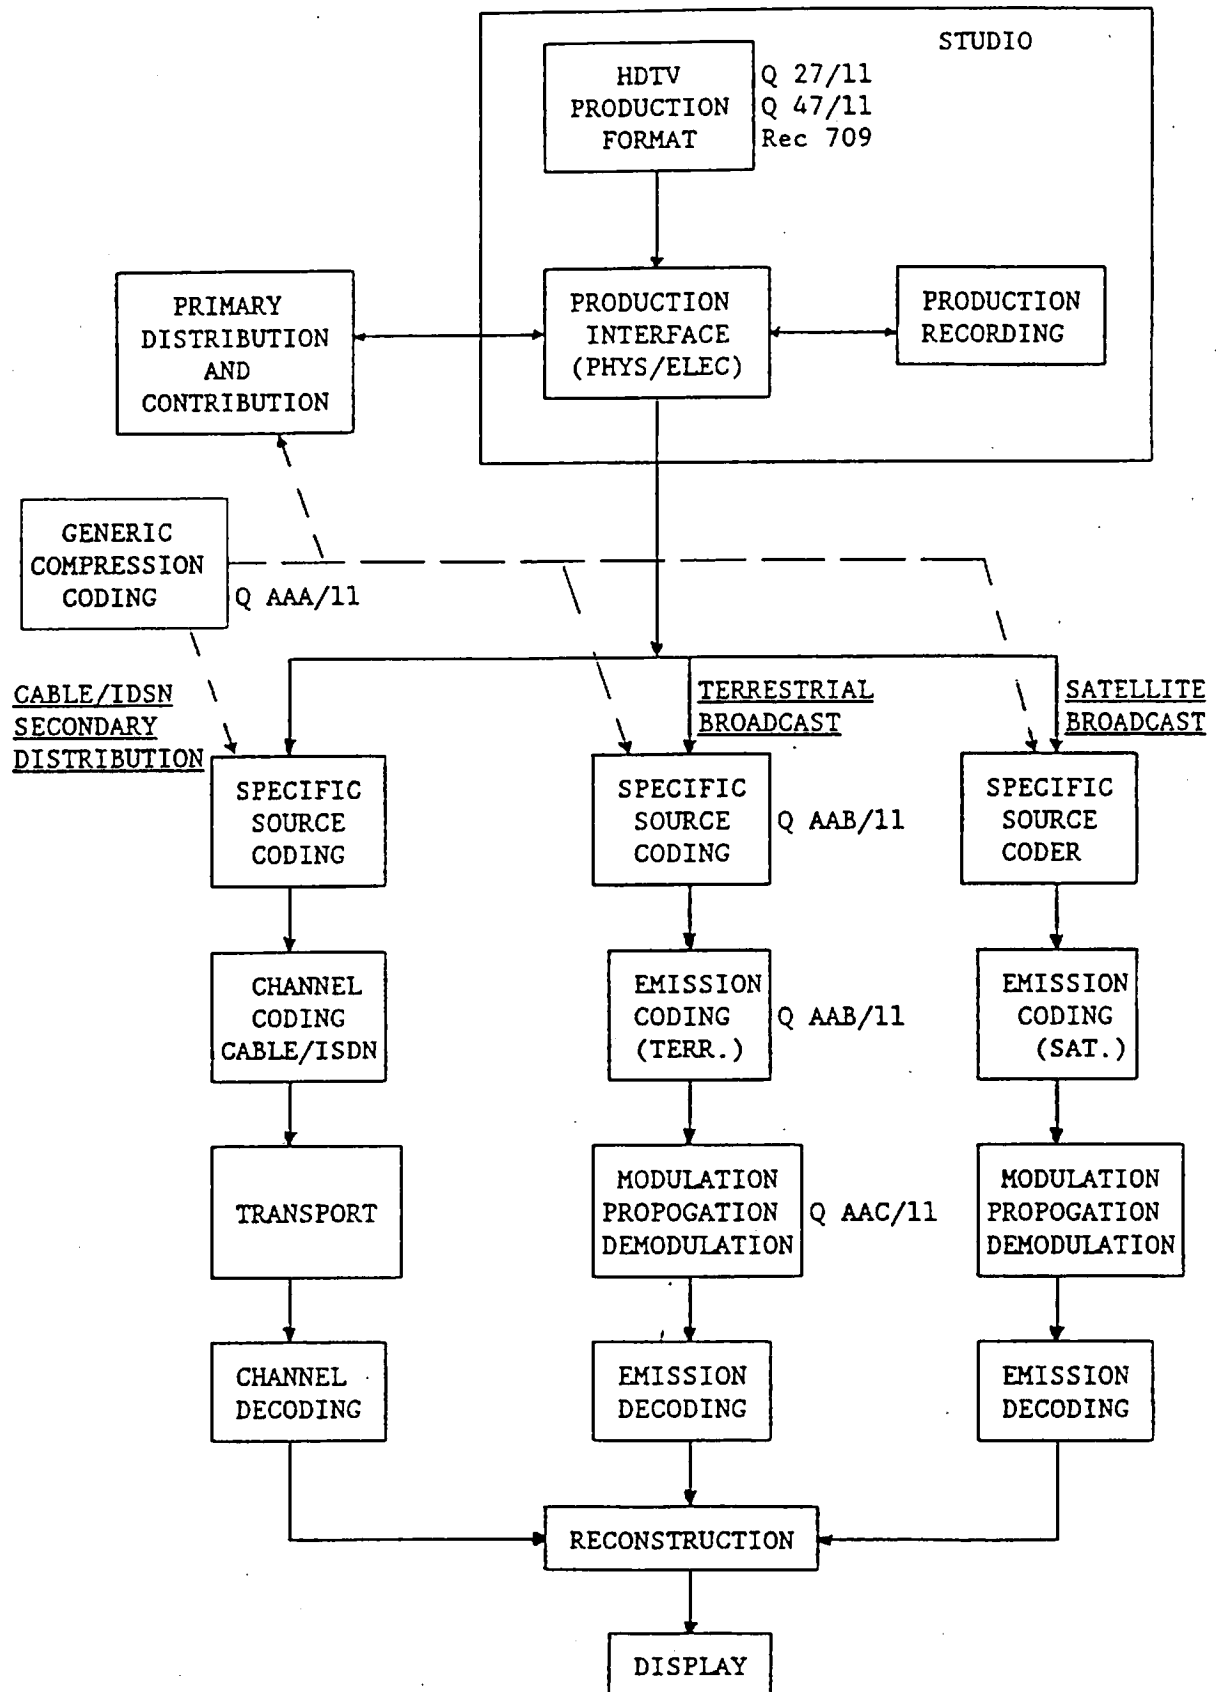 STUDIO
HDTV
PRODUCTION
FORMAT
Q 27/11
Q 47/11
Rec 709
PRIMARY
DISTRIBUTION
AND
CONTRIBUTION
PRODUCTION
INTERFACE
(PHYS/ELEC)
PRODUCTION
RECORDING
GENERIC
COMPRESSION
CODING
Q AAA/11
CABLE/IDSN
SECONDARY
DISTRIBUTION
TERRESTRIAL
BROADCAST
SATELLITE
BROADCAST
SPECIFIC
SOURCE
CODING
SPECIFIC
SOURCE
CODING
Q AAB/11
SPECIFIC
SOURCE
CODER
CHANNEL
CODING
CABLE/ISDN
EMISSION
CODING
(TERR.)
Q AAB/11
EMISSION
CODING
(SAT.)
TRANSPORT
MODULATION
PROPOGATION
DEMODULATION
Q AAC/11
MODULATION
PROPOGATION
DEMODULATION
CHANNEL
DECODING
EMISSION
DECODING
EMISSION
DECODING
RECONSTRUCTION
DISPLAY